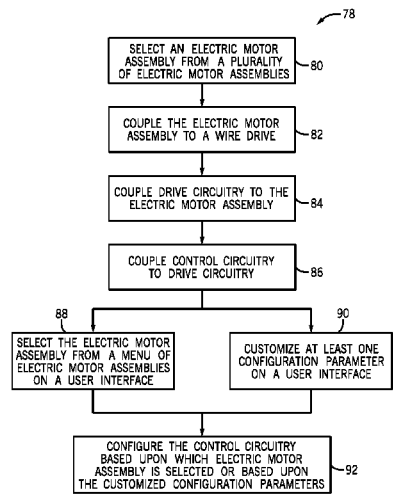 78
SELECT AN ELECTRIC MOTOR
ASSEMBLY FROM A PLURALITY
OF ELECTRIC MOTOR ASSEMBLIES
80
COUPLE THE ELECTRIC MOTOR
ASSEMBLY TO A WIRE DRIVE
82
COUPLE DRIVE CIRCUITRY TO THE
ELECTRIC MOTOR ASSEMBLY
84
COUPLE CONTROL CIRCUITRY
TO DRIVE CIRCUITRY
86
88
SELECT THE ELECTRIC MOTOR
ASSEMBLY FROM A MENU OF
ELECTRIC MOTOR ASSEMBLIES
ON A USER INTERFACE
90
CUSTOMIZE AT LEAST ONE
CONFIGURATION PARAMETER
ON A USER INTERFACE
CONFIGURE THE CONTROL CIRCUITRY
BASED UPON WHICH ELECTRIC MOTOR
ASSEMBLY IS SELECTED OR BASED UPON
THE CUSTOMIZED CONFIGURATION PARAMETERS
92